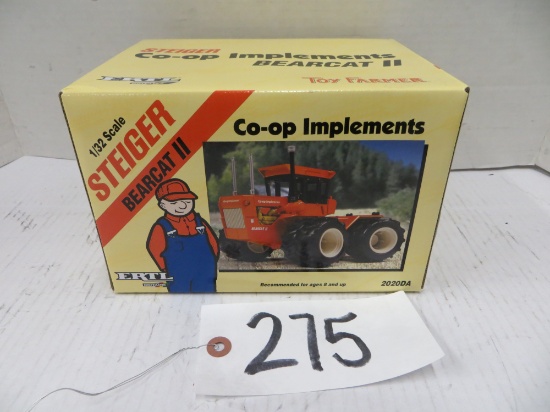 STEIGER
Co-op Implements
BEARCAT II
ERTL
TOY FARMER
1/32 Scale
STEIGER
BEARCAT II
Co-op Implements
ERTL
Recommended for ages 8 and up
2020DA
275